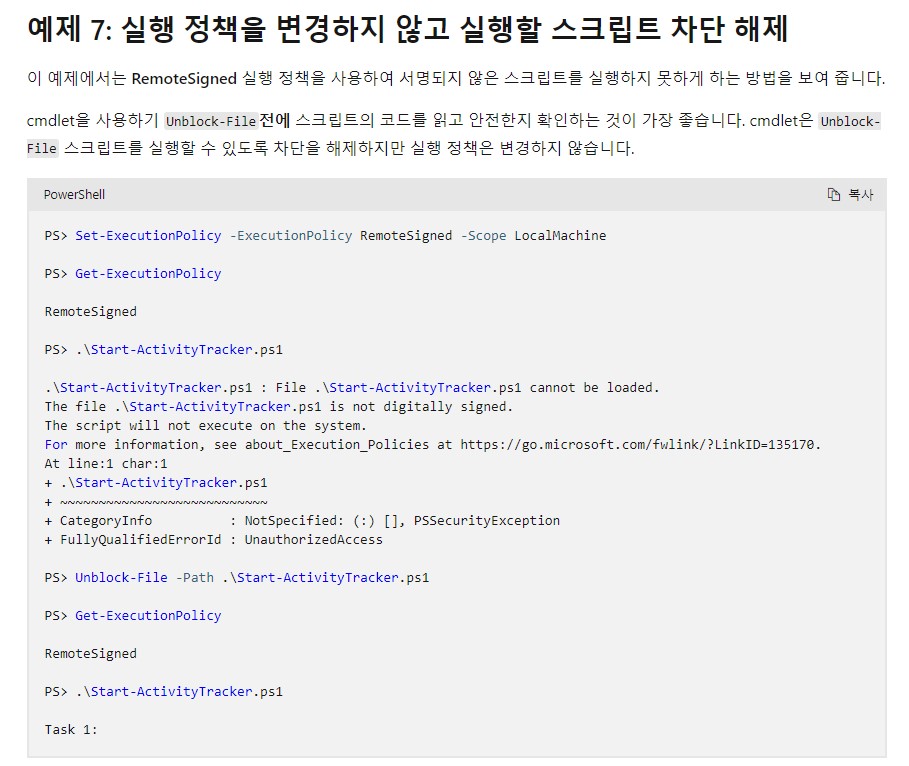 예제 7: 실행 정책을 변경하지 않고 실행할 스크립트 차단 해제
이 예제에서는 RemoteSigned 실행 정책을 사용하여 서명되지 않은 스크립트를 실행하지 못하게 하는 방법을 보여 줍니다.
cmdlet을 사용하기 Unblock-File 전에 스크립트의 코드를 읽고 안전한지 확인하는 것이 가장 좋습니다. cmdlet은 Unblock-
File 스크립트를 실행할 수 있도록 차단을 해제하지만 실행 정책은 변경하지 않습니다.
PowerShell 복사
PS> Set-ExecutionPolicy -ExecutionPolicy RemoteSigned -Scope LocalMachine
PS> Get-ExecutionPolicy
RemoteSigned
PS> .\Start-ActivityTracker.ps1
.\Start-ActivityTracker.ps1 : File .\Start-ActivityTracker.ps1 cannot be loaded.
The file .\Start-ActivityTracker.ps1 is not digitally signed.
The script will not execute on the system.
For more information, see about_Execution_Policies at https://go.microsoft.com/fwlink/?LinkID=135170.
At line:1 char:1
+ .\Start-ActivityTracker.ps1
+ ~~~~~~~~~~~~~~~~~~~~~~~~~~~
+ CategoryInfo          : NotSpecified: (:) [], PSSecurityException
+ FullyQualifiedErrorId : UnauthorizedAccess
PS> Unblock-File -Path .\Start-ActivityTracker.ps1
PS> Get-ExecutionPolicy
RemoteSigned
PS> .\Start-ActivityTracker.ps1
Task 1: